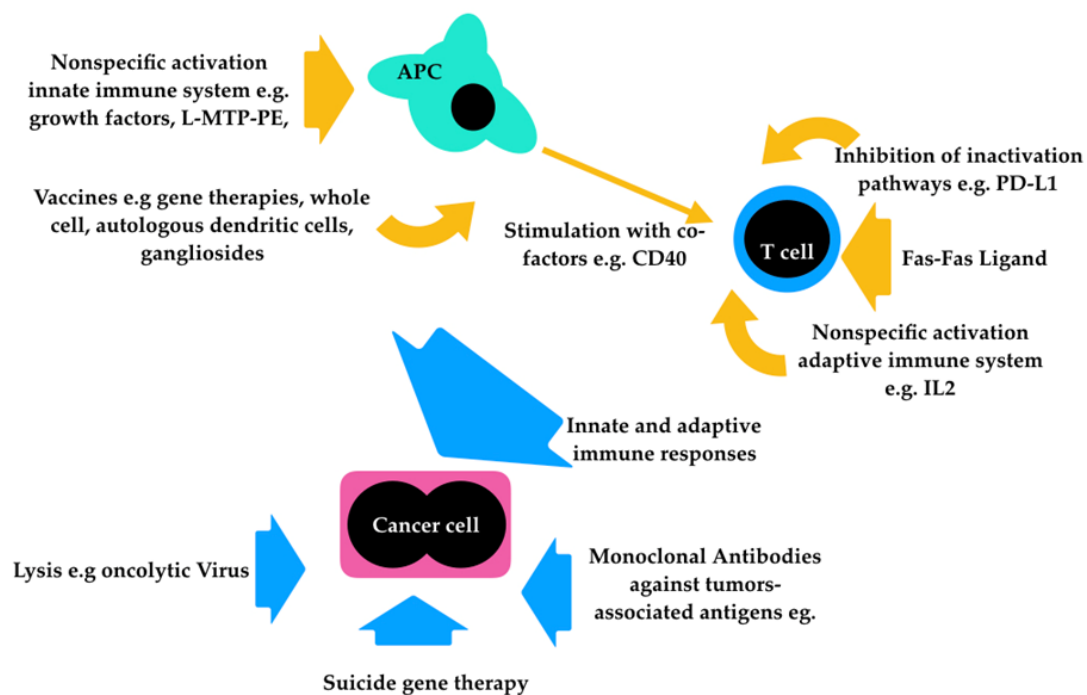 Nonspecific activation
innate immune system e.g.
growth factors, L-MTP-PE,
APC
Vaccines e.g gene therapies, whole
cell, autologous dendritic cells,
gangliosides
Stimulation with co-
factors e.g. CD40
Inhibition of inactivation
pathways e.g. PD-L1
T cell
Fas-Fas Ligand
Nonspecific activation
adaptive immune system
e.g. IL2
Innate and adaptive
immune responses
Cancer cell
Lysis e.g oncolytic Virus
Monoclonal Antibodies
against tumors-
associated antigens eg.
Suicide gene therapy